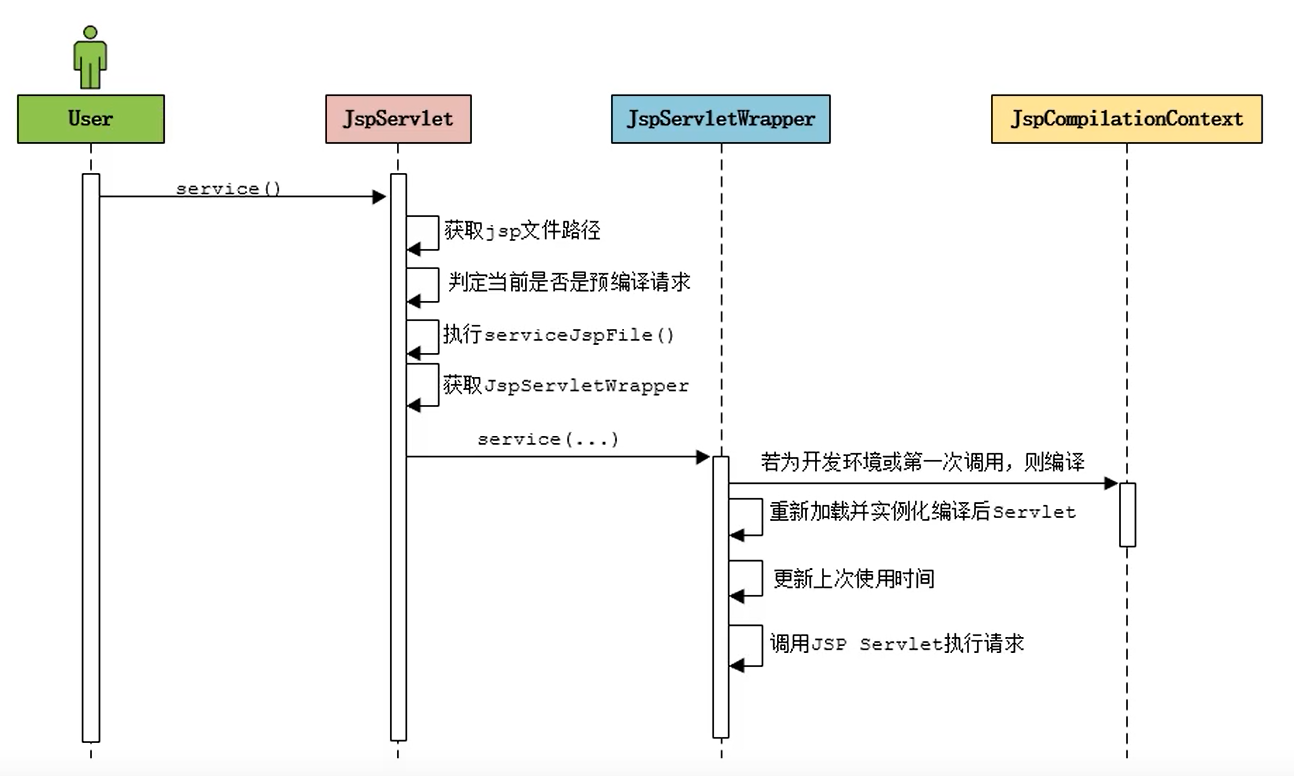 User
JspServlet
JspServletWrapper
JspCompilationContext
service()
获取jsp文件路径
判定当前是否是预编译请求
执行serviceJspFile()
获取JspServletWrapper
service(...)
若为开发环境或第一次调用，则编译
重新加载并实例化编译后Servlet
更新上次使用时间
调用JSP Servlet执行请求